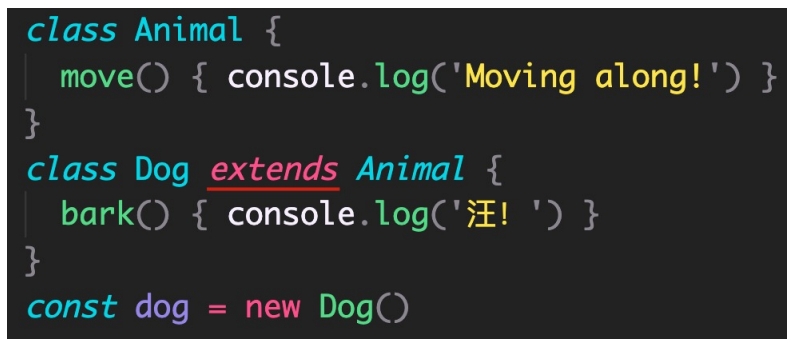 class Animal {
move() { console.log('Moving along!') }
}
class Dog extends Animal {
bark() { console.log('汪! ') }
}
const dog = new Dog()